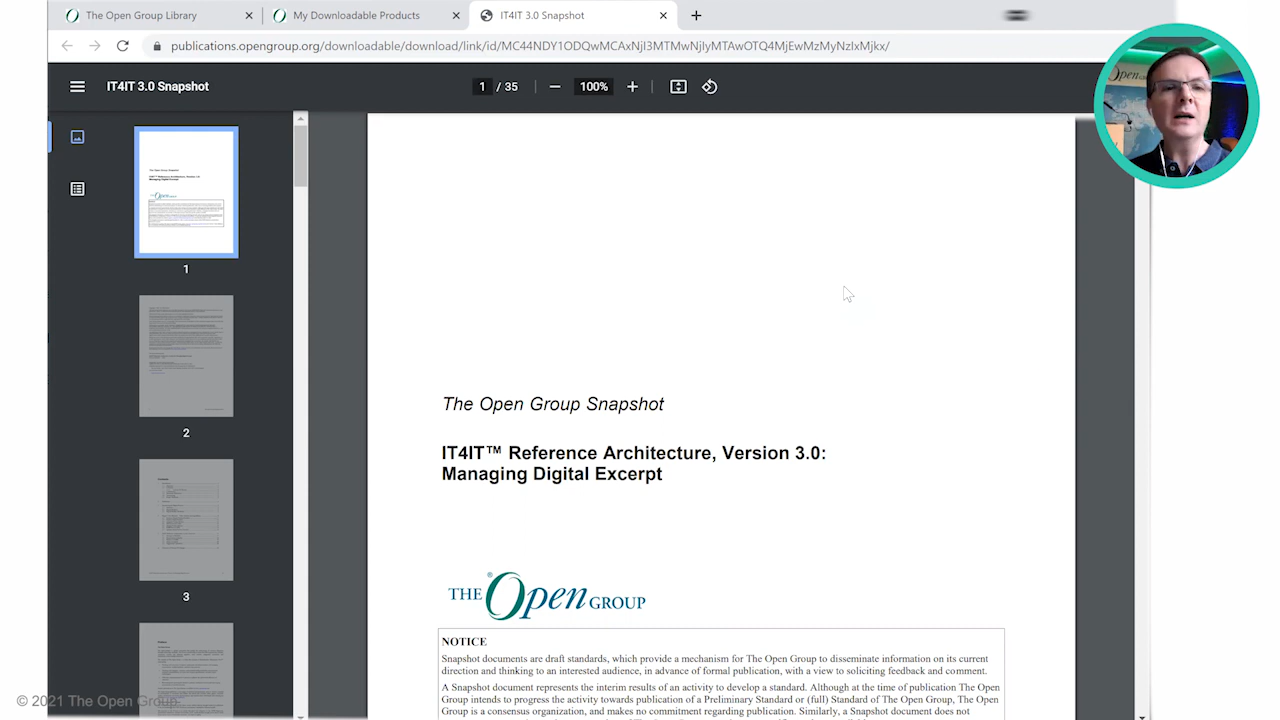 The Open Group Library
My Downloadable Products
IT4IT 3.0 Snapshot
publications.opengroup.org/downloadable/download/link/id/MC44NDY1ODQwMCAxNjI3MTMwNjIyMTAwOTQ4MjEwMzMyNzIxMjkx/
IT4IT 3.0 Snapshot
1 / 35
100%
1
2
3
The Open Group Snapshot
IT4IT™ Reference Architecture, Version 3.0:
Managing Digital Excerpt
THE Open GROUP
NOTICE
Snapshot documents are draft standards, which provide a mechanism for The Open Group to disseminate information on its current
direction and thinking to an interested audience, in advance of formal publication, with a view to soliciting feedback and comment.
A Snapshot document represents the interim results of an activity to develop a standard. Although at the time of publication The Open
Group intends to progress the activity towards publication of a Preliminary Standard or (full) Standard of The Open Group, The Open
Group is a consensus organization, and makes no commitment regarding publication. Similarly, a Snapshot document does not
© 2021 The Open Group